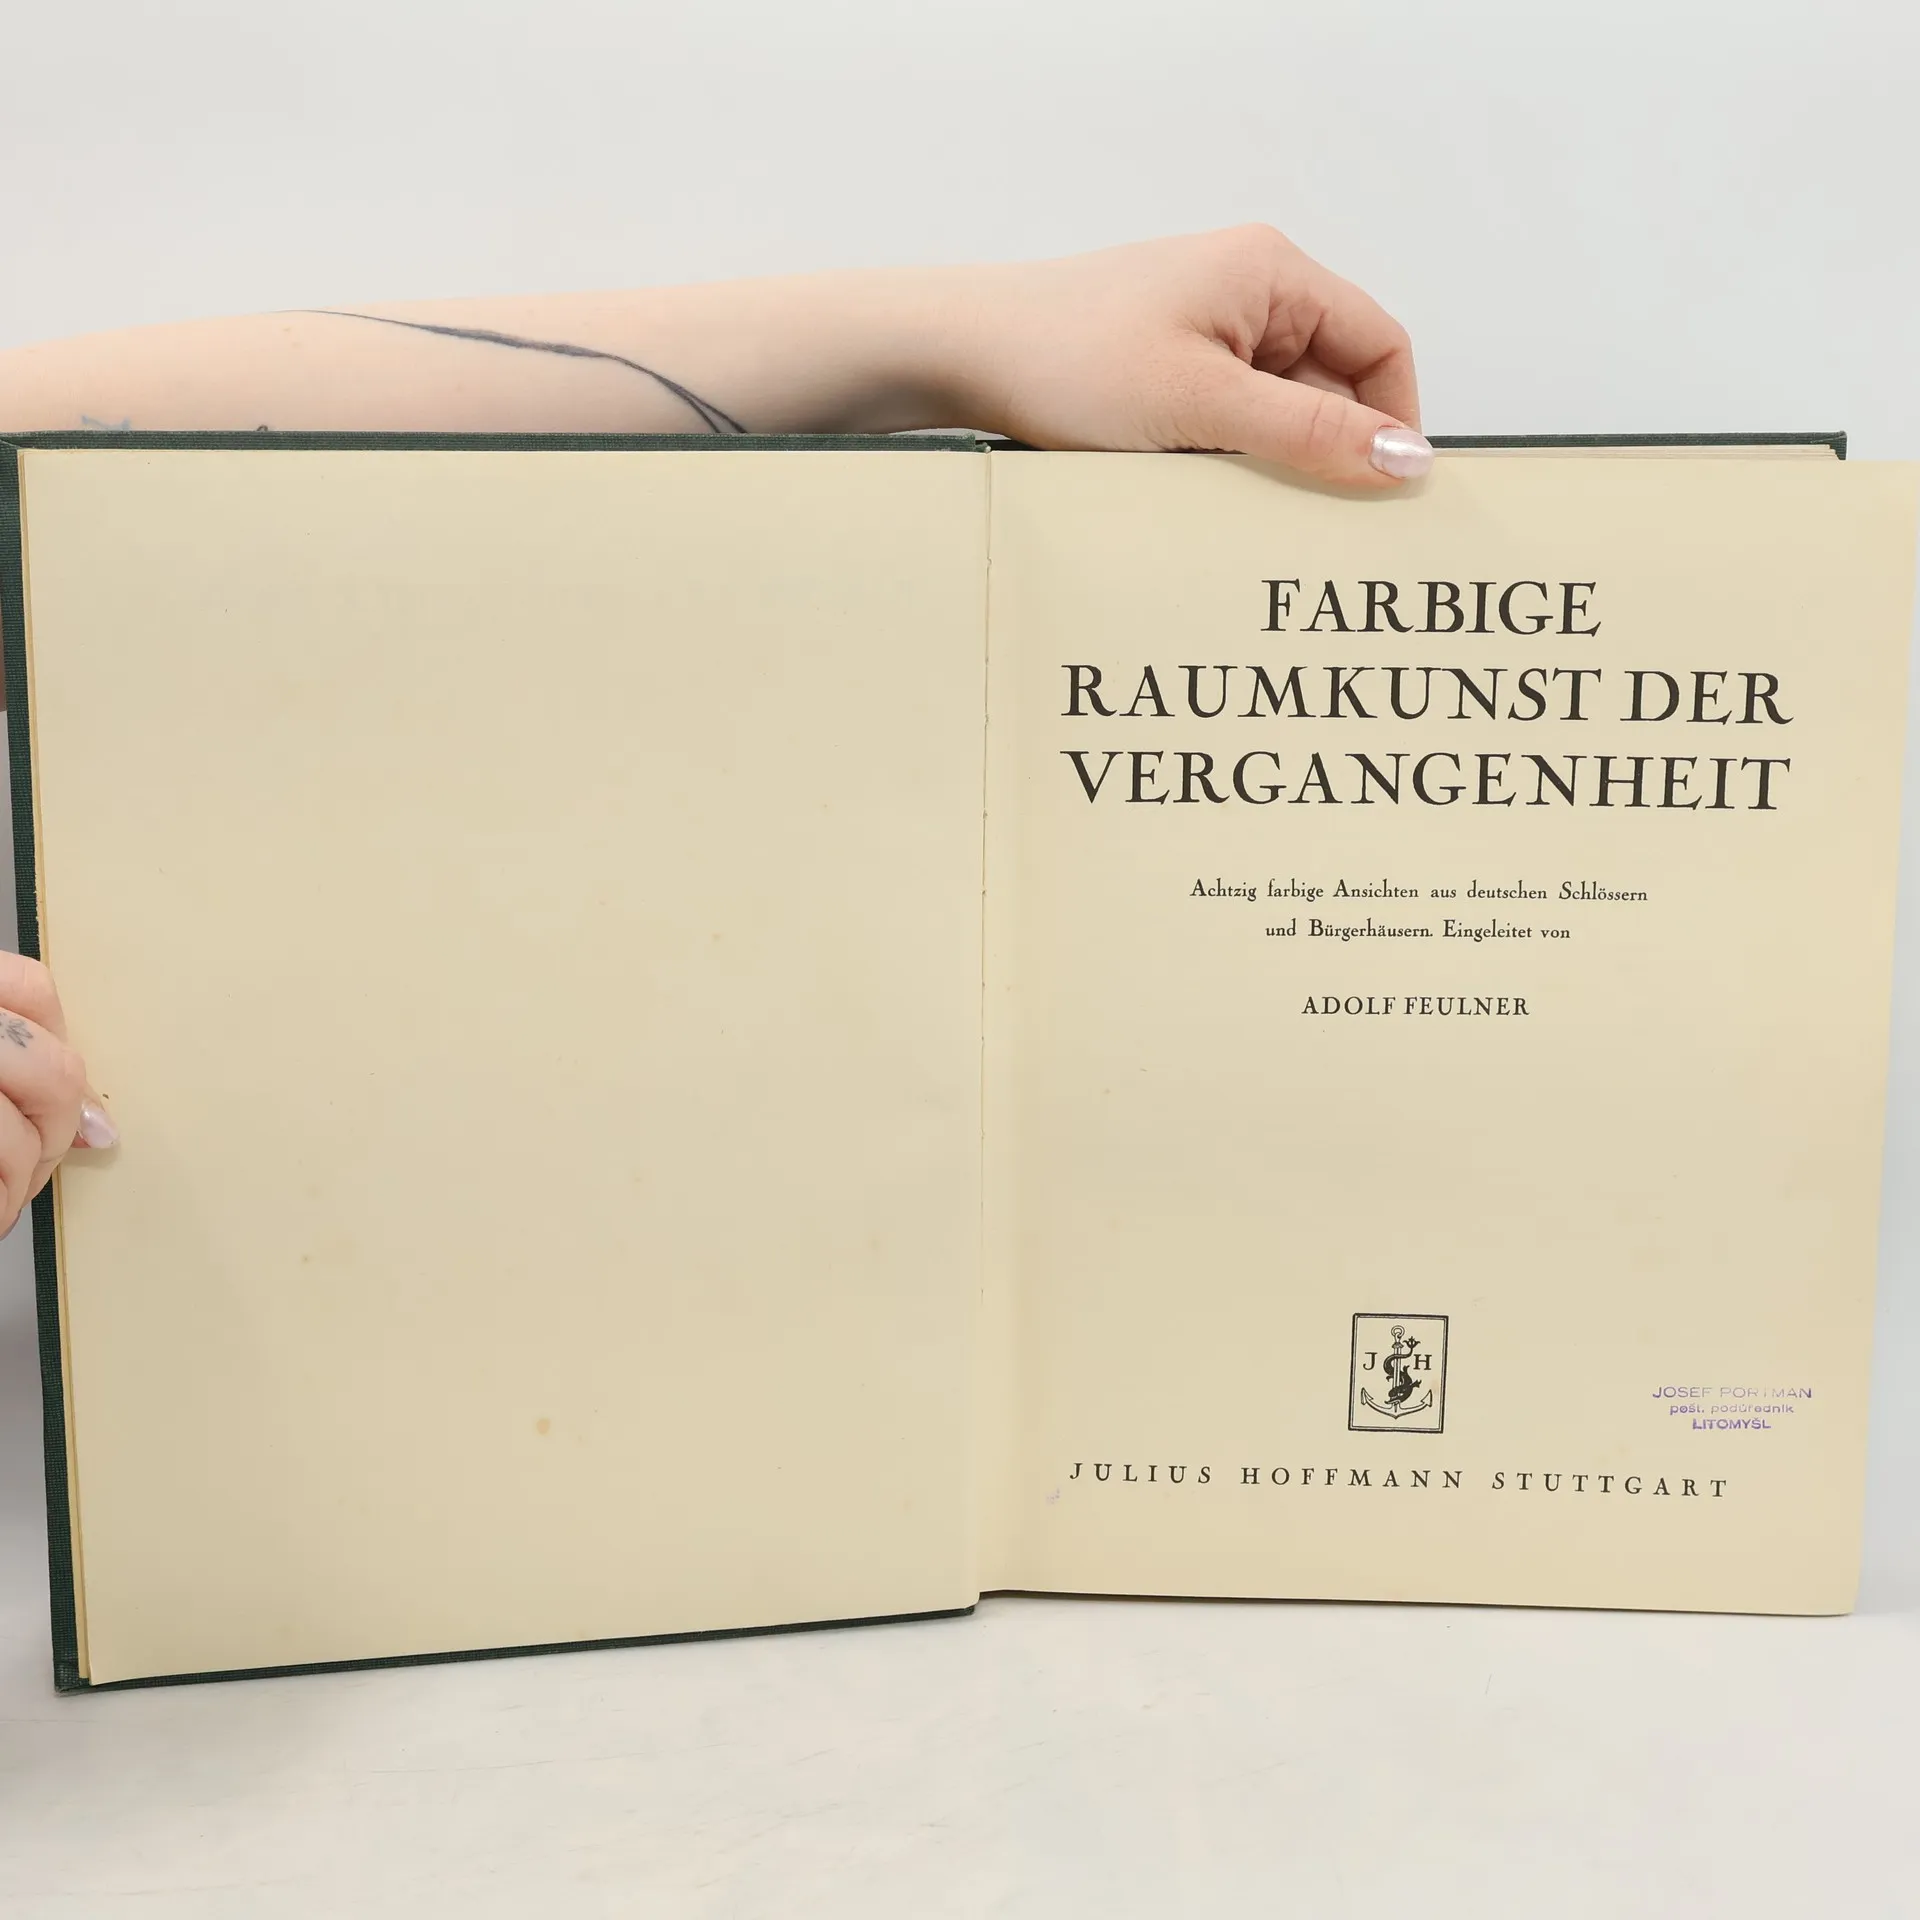 FARBIGE
RAUMKUNST DER
VERGANGENHEIT
Achtzig farbige Ansichten aus deutschen Schlössern
und Bürgerhäusern. Eingeleitet von
ADOLF FEULNER
J H
JOSEF PORTMAN
pošt. podúředník
LITOMYŠL
JULIUS HOFFMANN STUTTGART